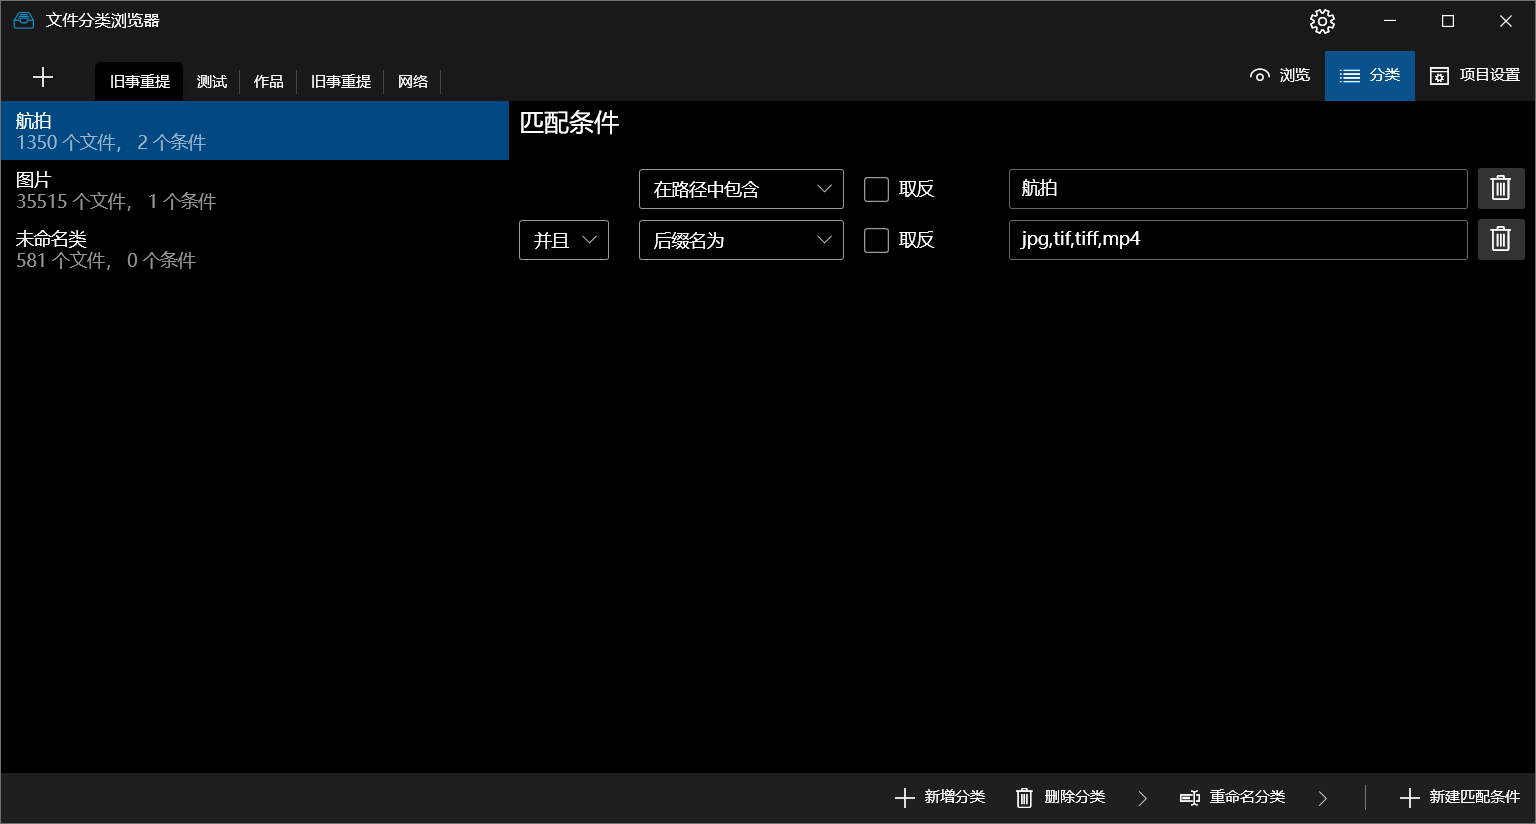 文件分类浏览器
旧事重提 测试 作品 旧事重提 网络 浏览 分类 项目设置
航拍
1350 个文件， 2 个条件
图片
35515 个文件， 1 个条件
未命名类
581 个文件， 0 个条件
匹配条件
在路径中包含 取反 航拍
并且 后缀名为 取反 jpg,tif,tiff,mp4
新增分类 删除分类 重命名分类 新建匹配条件